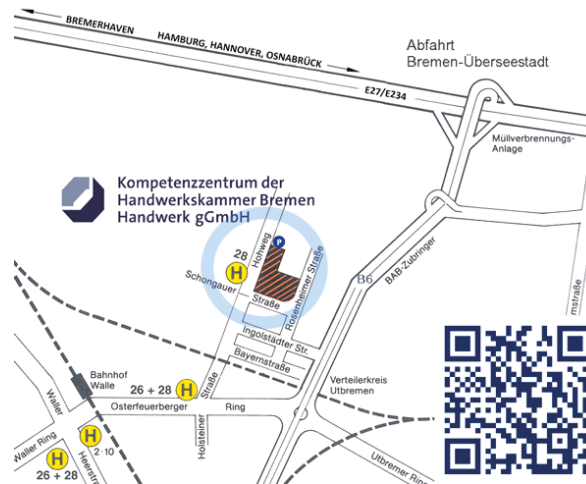 BREMERHAVEN
HAMBURG, HANNOVER, OSNABRÜCK
Abfahrt
Bremen-Überseestadt
E27/E234
Müllverbrennungs-
Anlage
Kompetenzzentrum der
Handwerkskammer Bremen
Handwerk gGmbH
P
28
H
Hohweg
Rosenheimer Straße
BAB-Zubringer
B6
Schongauer
Straße
mstraße
Ingolstädter Str.
Bayernstraße
Bahnhof
Walle
26 + 28
H
Straße
Verteilerkreis
Utbremen
Waller
Osterfeuerberger
Ring
Holsteiner
Waller Ring
H
H
2·10
26 + 28
Heerstra
Utbremer Ring